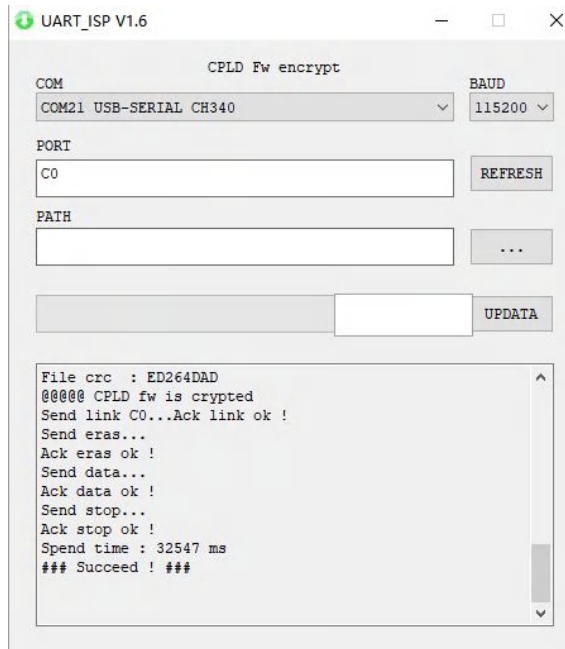 UART_ISP V1.6
CPLD Fw encrypt
COM
BAUD
COM21 USB-SERIAL CH340
115200
PORT
C0
REFRESH
PATH
...
UPDATA
File crc  : ED264DAD
@@@@@ CPLD fw is crypted
Send link C0...Ack link ok !
Send eras...
Ack eras ok !
Send data...
Ack data ok !
Send stop...
Ack stop ok !
Spend time : 32547 ms
### Succeed ! ###